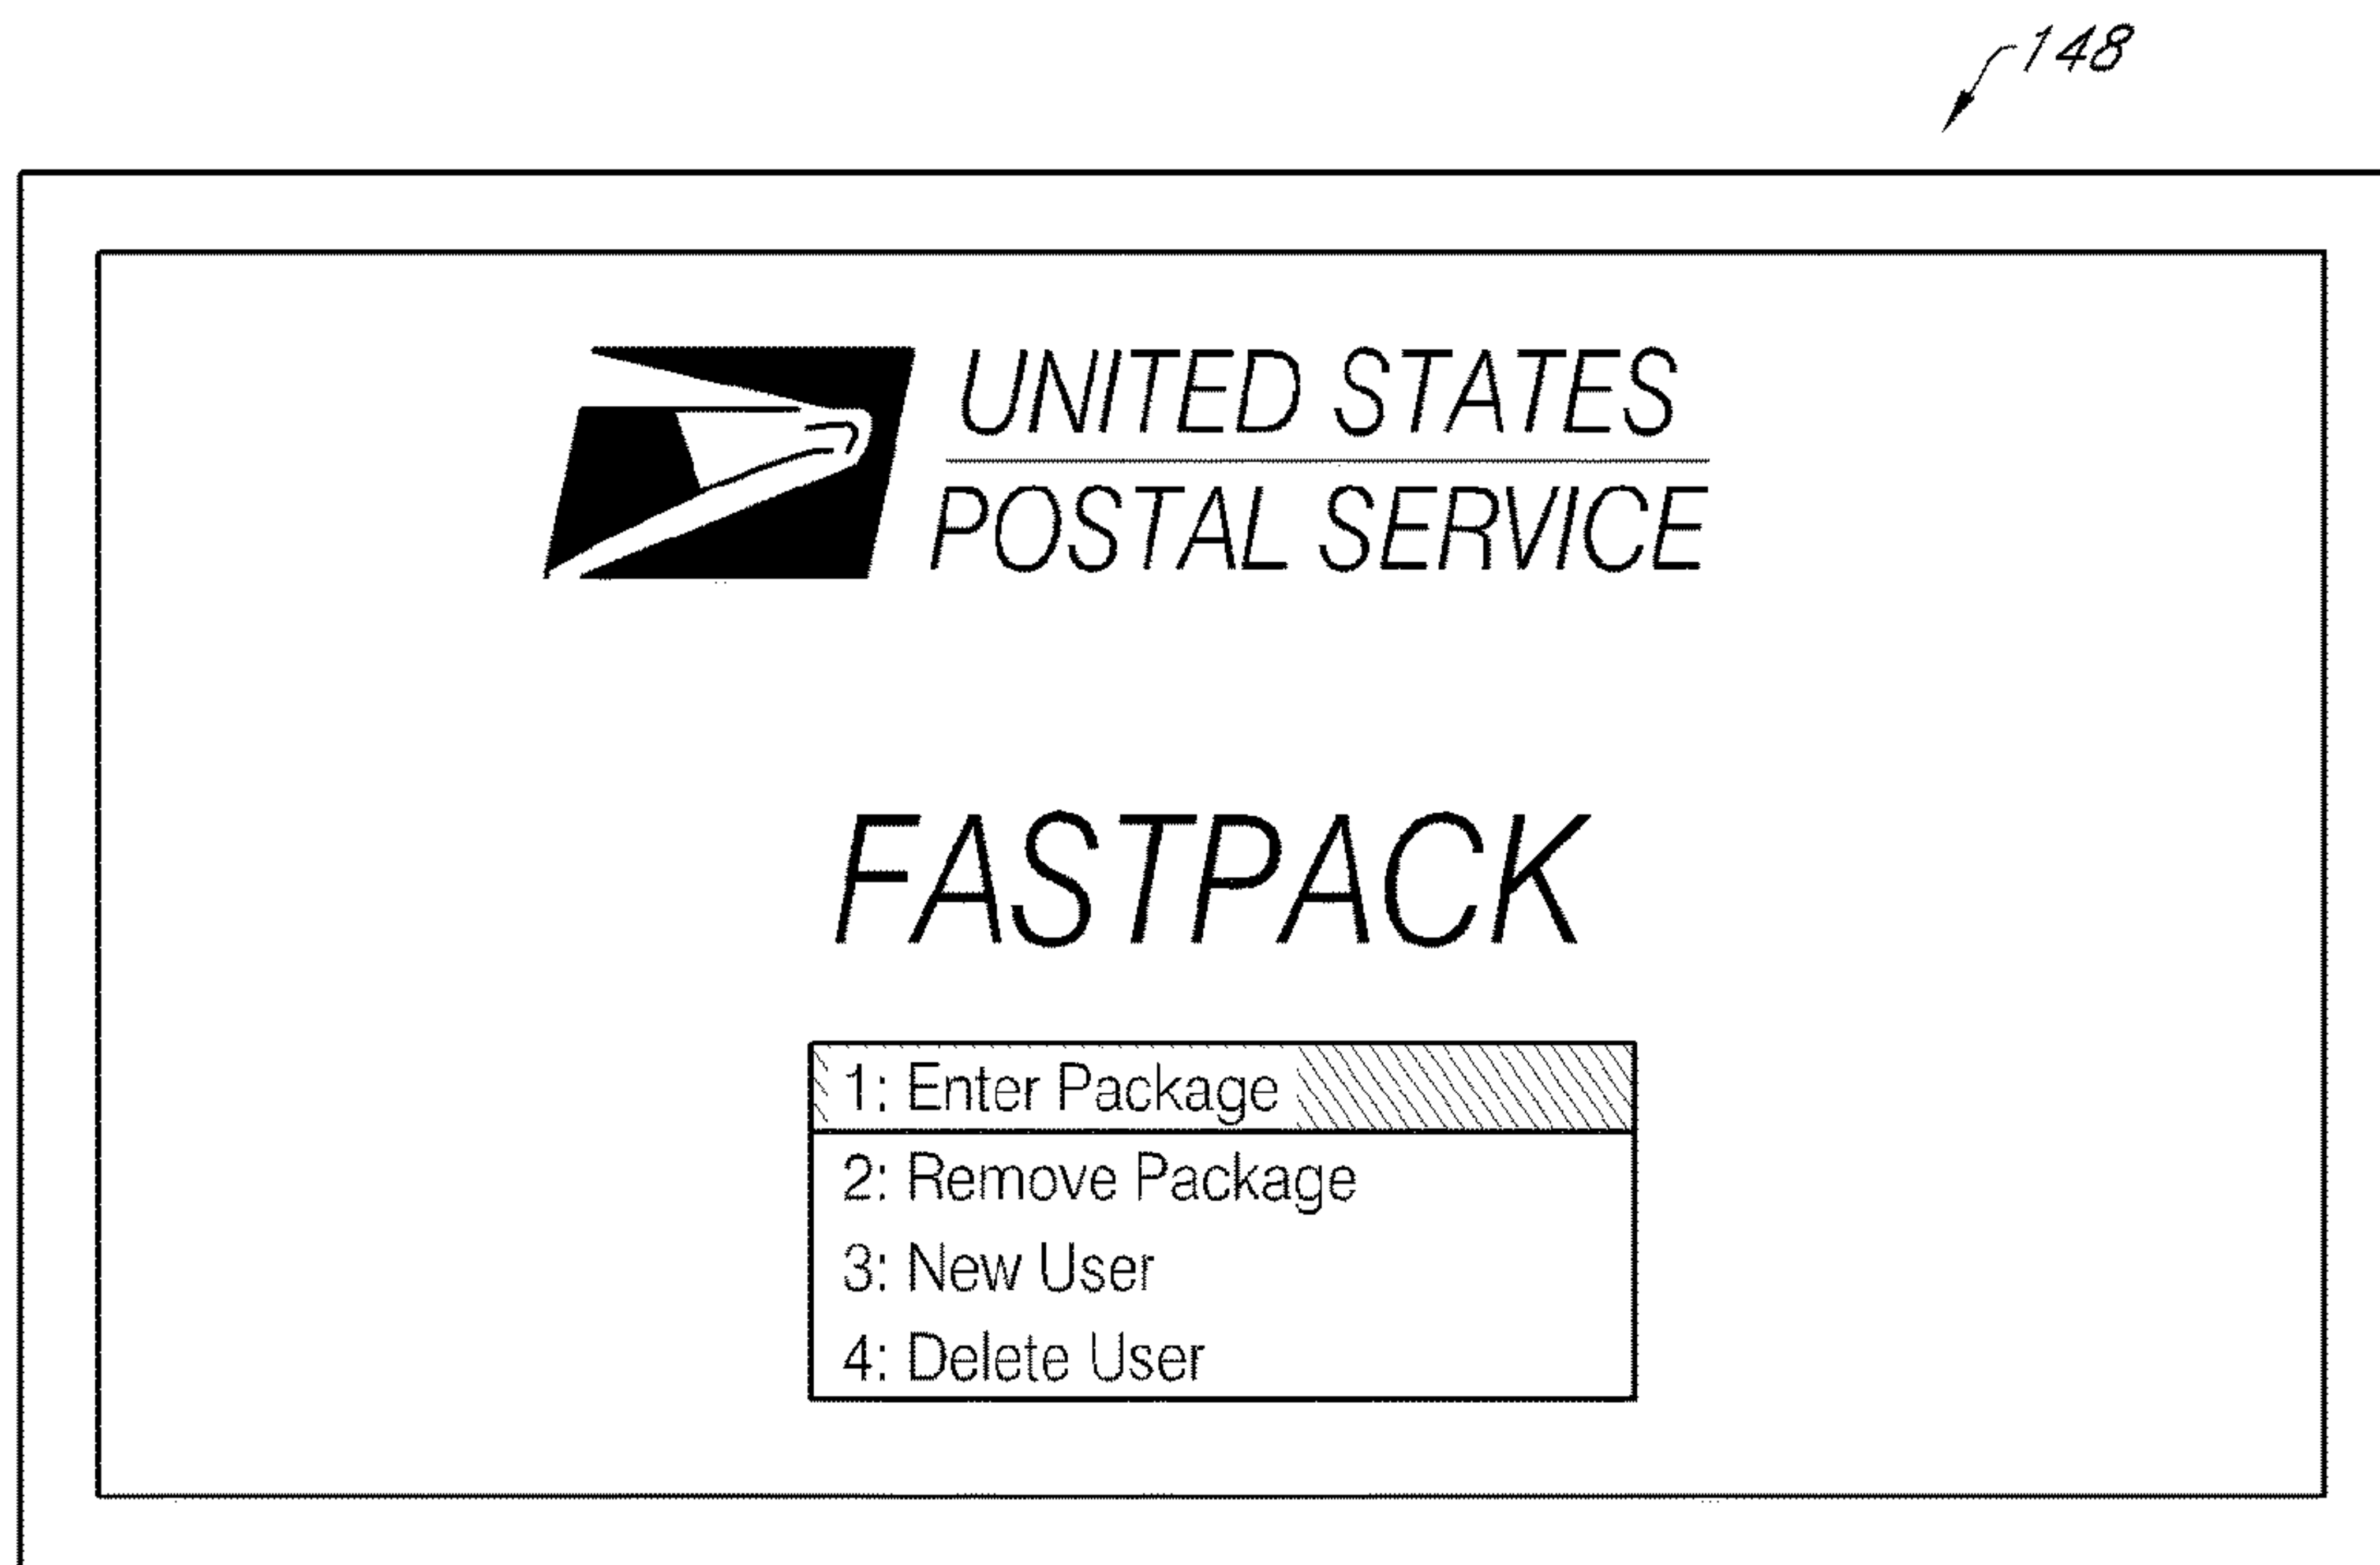 148
UNITED STATES
POSTAL SERVICE
FASTPACK
1: Enter Package
2: Remove Package
3: New User
4: Delete User